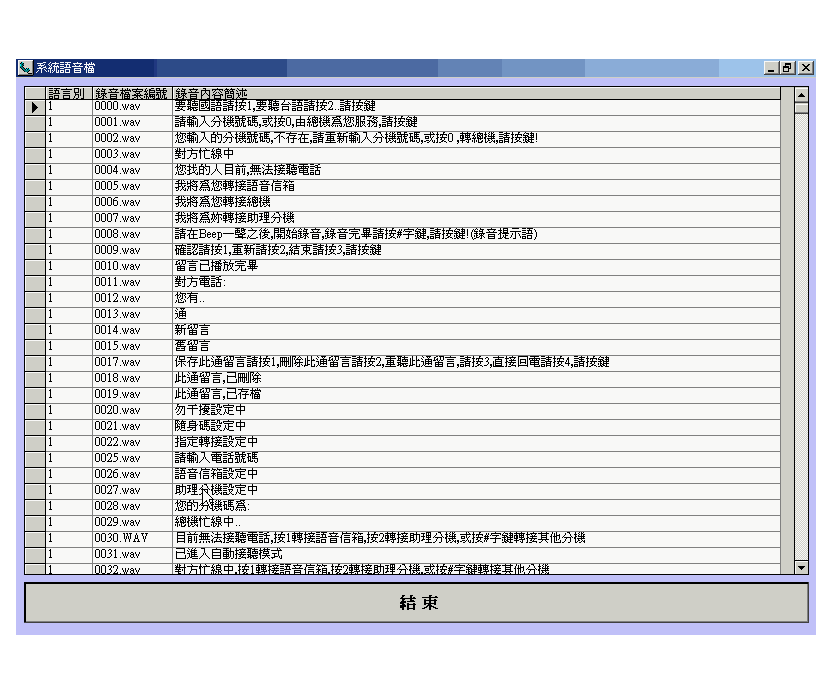 系統語音檔
語言別 錄音檔案編號 錄音內容簡述
1 0000.wav 要聽國語請按1,要聽台語請按2..請按鍵
1 0001.wav 請輸入分機號碼,或按0,由總機為您服務,請按鍵
1 0002.wav 您輸入的分機號碼,不存在,請重新輸入分機號碼,或按0 ,轉總機,請按鍵!
1 0003.wav 對方忙線中
1 0004.wav 您找的人目前,無法接聽電話
1 0005.wav 我將為您轉接語音信箱
1 0006.wav 我將為您轉接總機
1 0007.wav 我將為妳轉接助理分機
1 0008.wav 請在Beep一聲之後,開始錄音,錄音完畢請按#字鍵,請按鍵!(錄音提示語)
1 0009.wav 確認請按1,重新請按2,結束請按3,請按鍵
1 0010.wav 留言已播放完畢
1 0011.wav 對方電話:
1 0012.wav 您有..
1 0013.wav 通
1 0014.wav 新留言
1 0015.wav 舊留言
1 0017.wav 保存此通留言請按1,刪除此通留言請按2,重聽此通留言,請按3,直接回電請按4,請按鍵
1 0018.wav 此通留言,已刪除
1 0019.wav 此通留言,已存檔
1 0020.wav 勿干擾設定中
1 0021.wav 隨身碼設定中
1 0022.wav 指定轉接設定中
1 0025.wav 請輸入電話號碼
1 0026.wav 語音信箱設定中
1 0027.wav 助理分機設定中
1 0028.wav 您的分機碼為:
1 0029.wav 總機忙線中..
1 0030.WAV 目前無法接聽電話,按1轉接語音信箱,按2轉接助理分機,或按#字鍵轉接其他分機
1 0031.wav 已進入自動接聽模式
1 0032.wav 對方忙線中,按1轉接語音信箱,按2轉接助理分機,或按#字鍵轉接其他分機
結 束